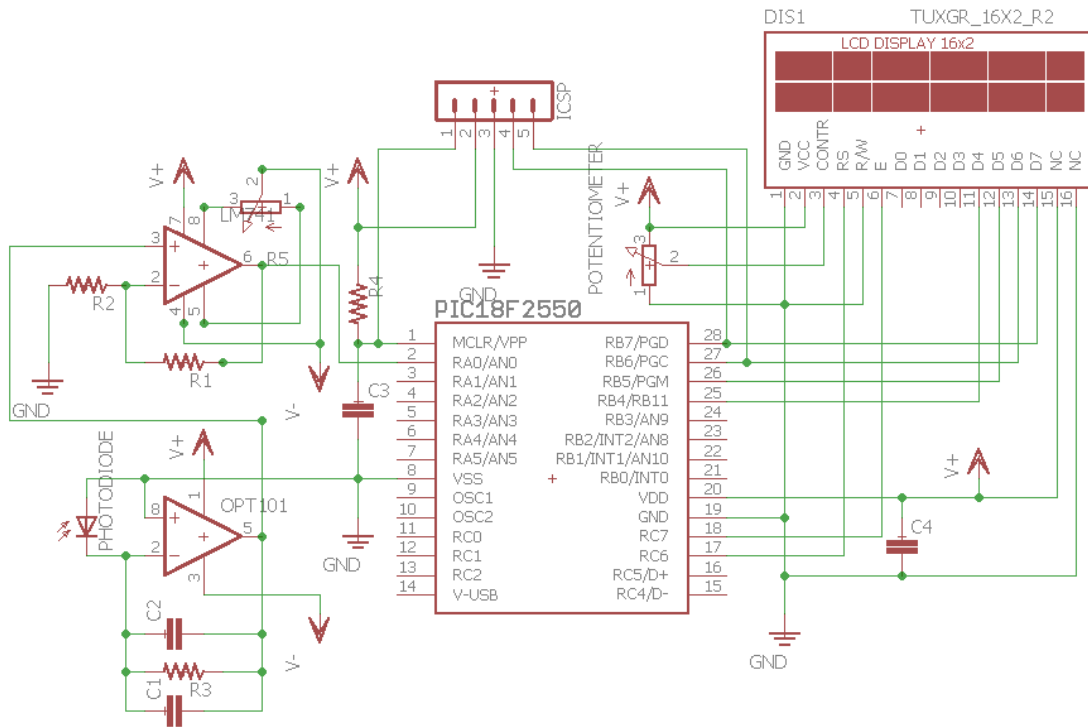 DIS1 TUXGR_16X2_R2
LCD DISPLAY 16x2
GND
VCC
CONTR
RS
R/W
E
D0
D1
D2
D3
D4
D5
D6
D7
NC
NC
1 2 3 4 5 6 7 8 9 10 11 12 13 14 15 16
ICSP
1 2 3 4 5
GND
V+
V+
3 2 1
LM741
R5
7 8
3
2
6
4 5
R2
R1
GND
V-
V+
R4
C3
GND
V+
POTENTIOMETER
3
2
1
PIC18F2550
1 MCLR/VPP RB7/PGD 28
2 RA0/AN0 RB6/PGC 27
3 RA1/AN1 RB5/PGM 26
4 RA2/AN2 RB4/RB11 25
5 RA3/AN3 RB3/AN9 24
6 RA4/AN4 RB2/INT2/AN8 23
7 RA5/AN5 RB1/INT1/AN10 22
8 VSS RB0/INT0 21
9 OSC1 VDD 20
10 OSC2 GND 19
11 RC0 RC7 18
12 RC1 RC6 17
13 RC2 RC5/D+ 16
14 V-USB RC4/D- 15
V+
C4
GND
PHOTODIODE
OPT101
8
2
1
5
3
V-
C2
R3
C1